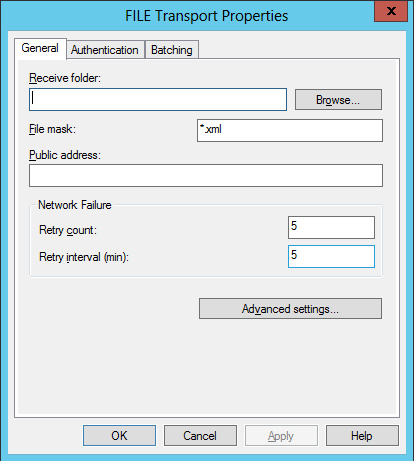 FILE Transport Properties
x
General Authentication Batching
Receive folder:
Browse...
File mask: *.xml
Public address:
Network Failure
Retry count: 5
Retry interval (min): 5
Advanced settings...
OK Cancel Apply Help